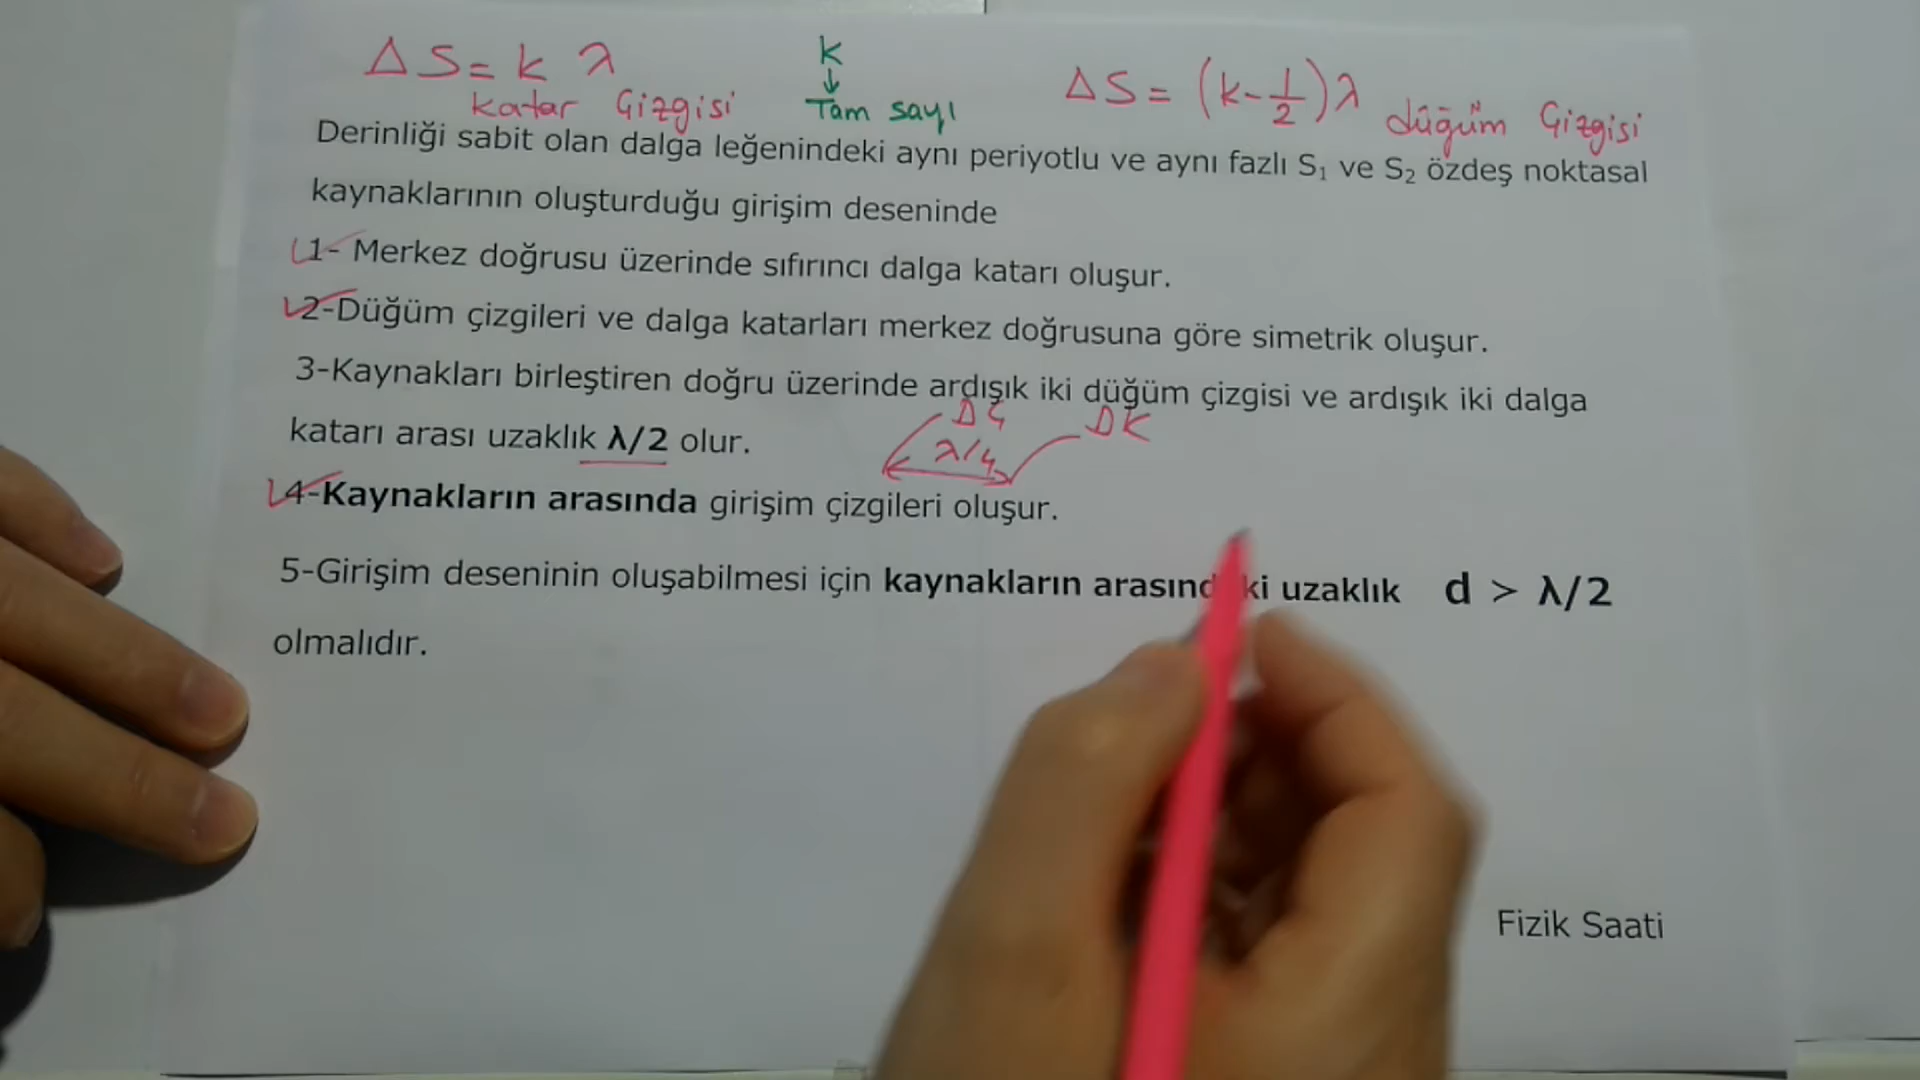 ΔS = k λ
katar Çizgisi
K
↓
Tam sayı
ΔS = (k-1/2)λ düğüm Çizgisi
Derinliği sabit olan dalga leğenindeki aynı periyotlu ve aynı fazlı S₁ ve S₂ özdeş noktasal
kaynaklarının oluşturduğu girişim deseninde
1- Merkez doğrusu üzerinde sıfırıncı dalga katarı oluşur.
2-Düğüm çizgileri ve dalga katarları merkez doğrusuna göre simetrik oluşur.
3-Kaynakları birleştiren doğru üzerinde ardışık iki düğüm çizgisi ve ardışık iki dalga
katarı arası uzaklık λ/2 olur.
DÇ
DK
λ/4
4-Kaynakların arasında girişim çizgileri oluşur.
5-Girişim deseninin oluşabilmesi için kaynakların arasındaki uzaklık d > λ/2
olmalıdır.
Fizik Saati